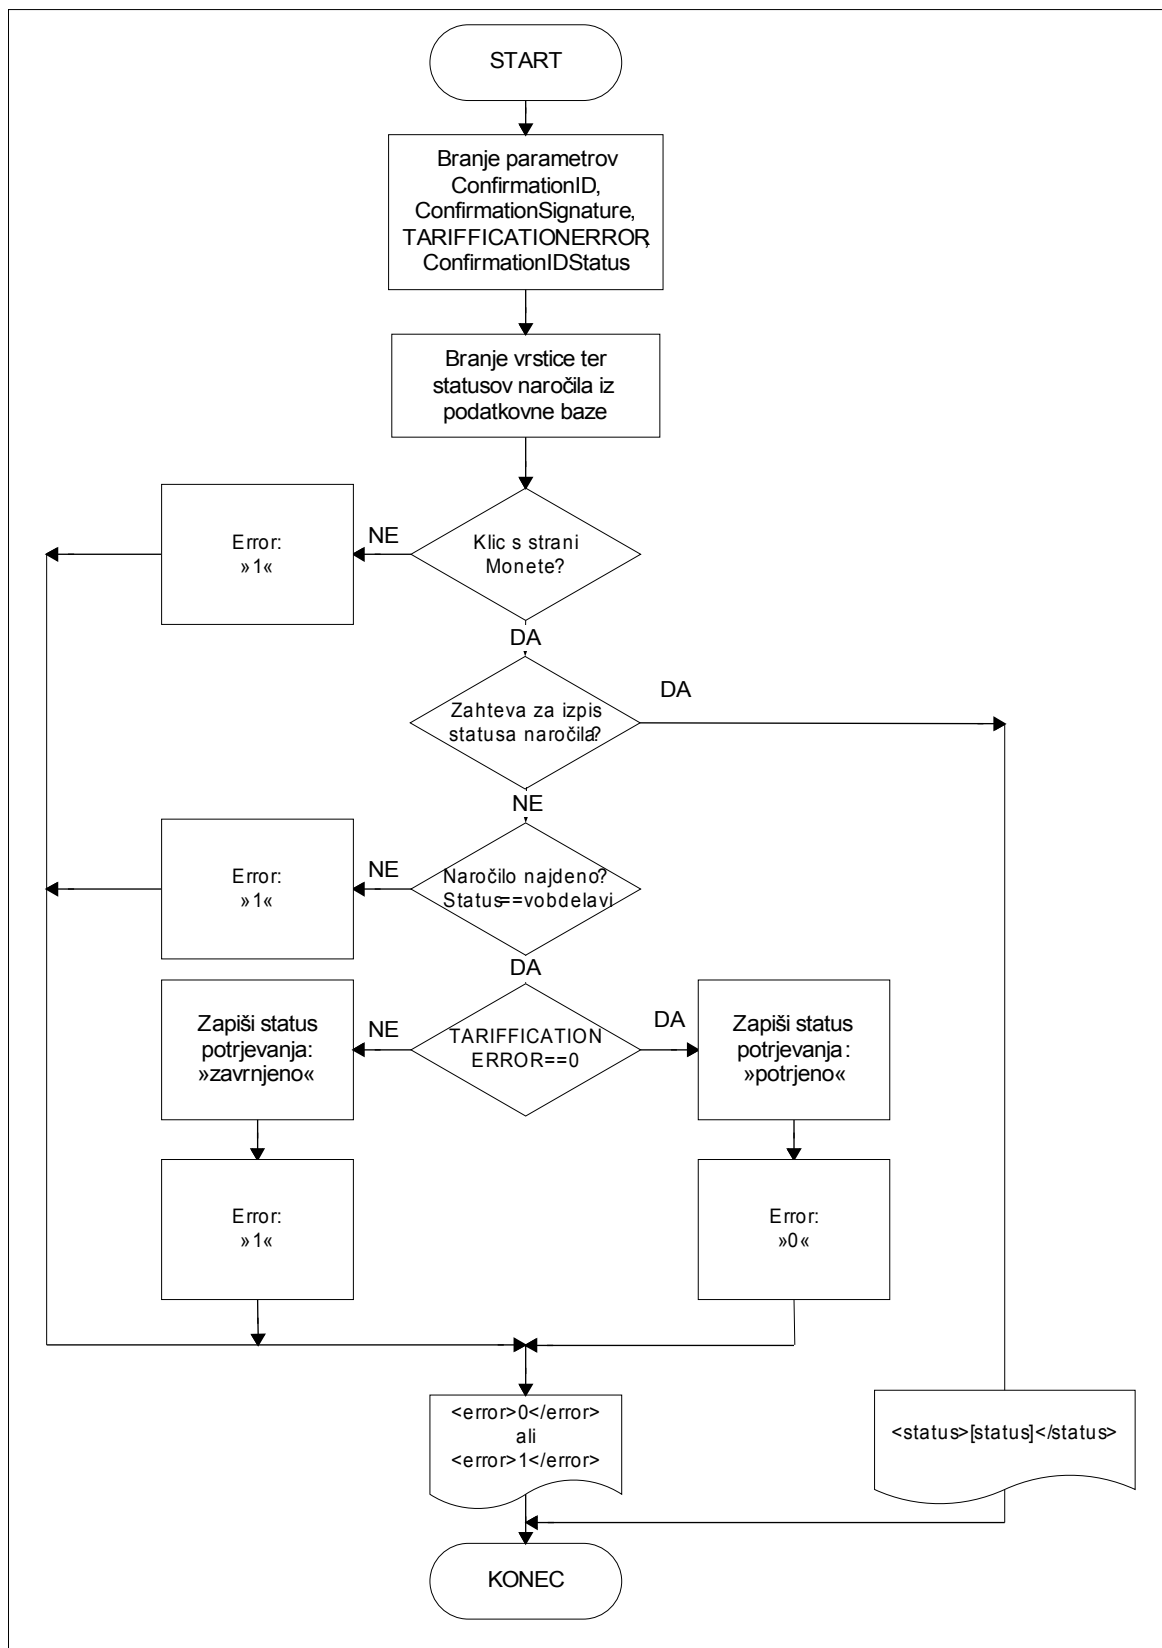 START
Branje parametrov
ConfirmationID,
ConfirmationSignature,
TARIFFICATIONERROR,
ConfirmationIDStatus
Branje vrstice ter
statusov naročila iz
podatkovne baze
Error:
»1«
NE
Klic s strani
Monete?
DA
Zahteva za izpis
statusa naročila?
DA
NE
Error:
»1«
NE
Naročilo najdeno?
Status==vobdelavi
DA
Zapiši status
potrjevanja:
»zavrnjeno«
NE
TARIFFICATION
ERROR==0
DA
Zapiši status
potrjevanja:
»potrjeno«
Error:
»1«
Error:
»0«
<error>0</error>
ali
<error>1</error>
<status>[status]</status>
KONEC